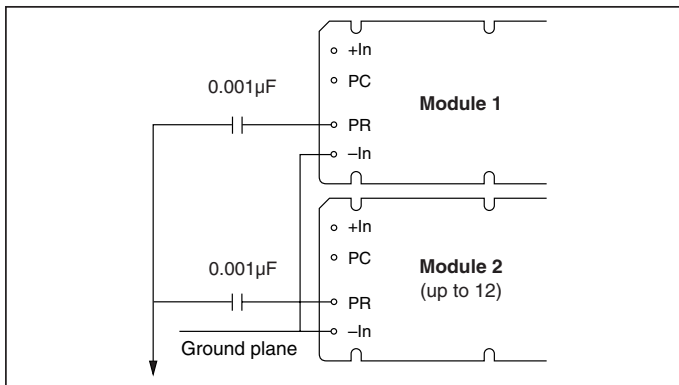 +In
PC
0.001µF
Module 1
PR
–In
+In
PC
0.001µF
Module 2
(up to 12)
PR
–In
Ground plane